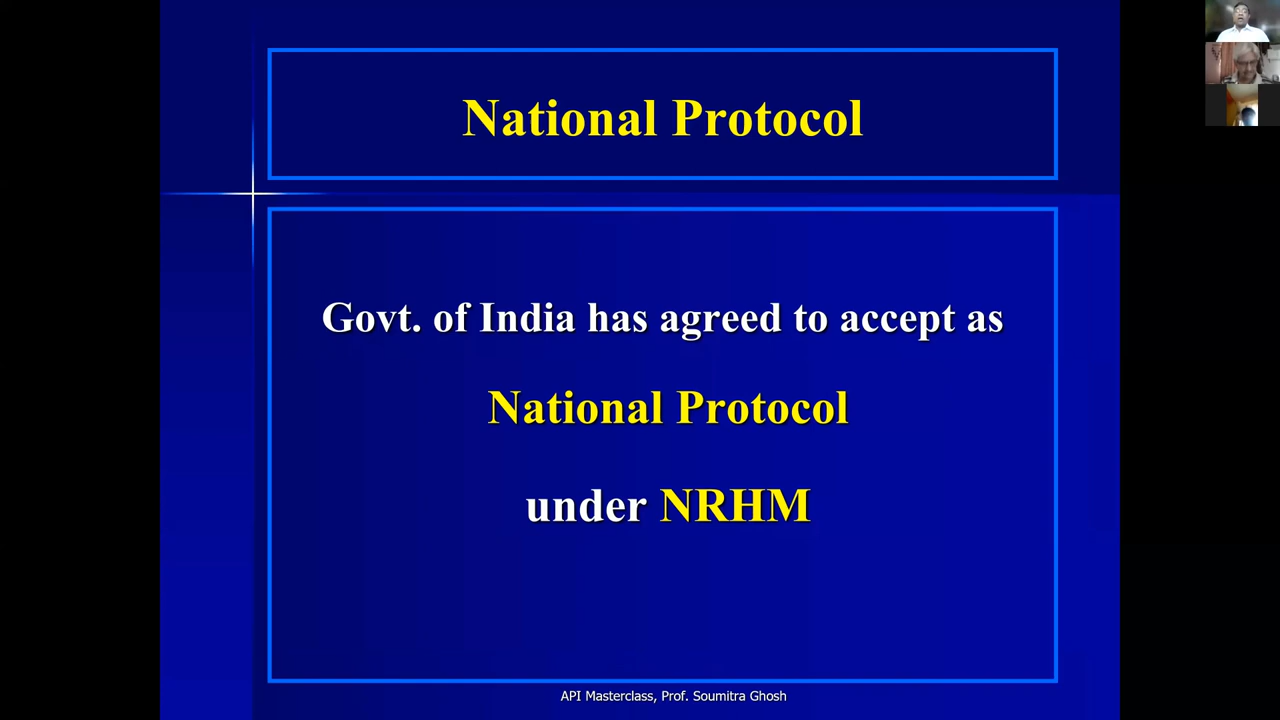 National Protocol
Govt. of India has agreed to accept as
National Protocol
under NRHM
API Masterclass, Prof. Soumitra Ghosh